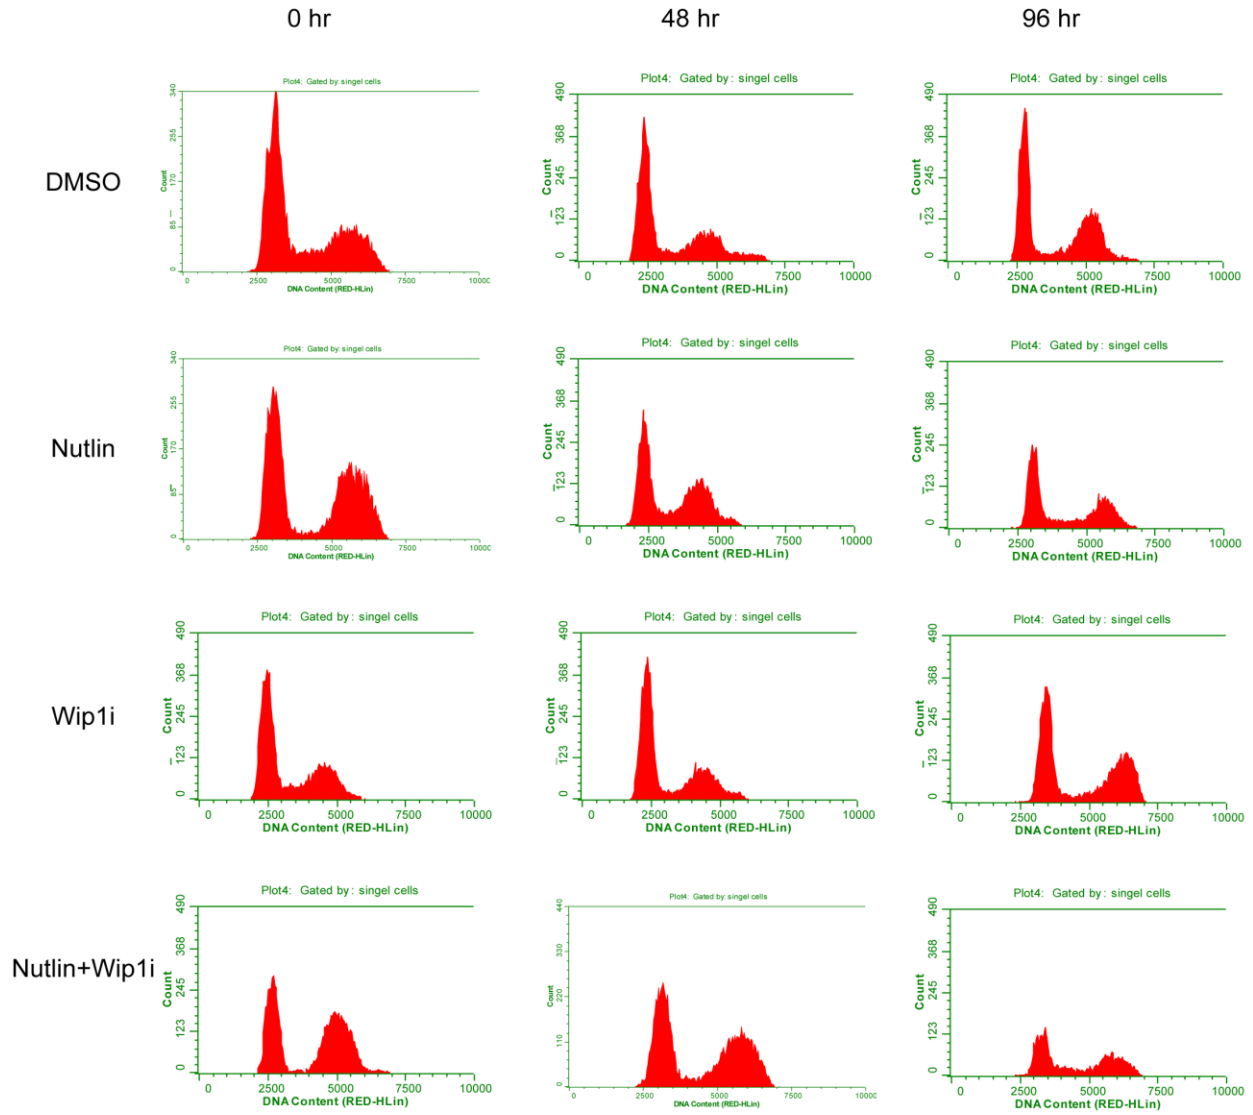 0 hr 48 hr 96 hr
DMSO
Plot4: Gated by: singel cells
Count
340
255
170
85
0
0 2500 5000 7500 1000C
DNA Content (RED-HLin)
Plot4: Gated by: singel cells
Count
490
368
245
123
0
0 2500 5000 7500 10000
DNA Content (RED-HLin)
Plot4: Gated by: singel cells
Count
490
368
245
123
0
0 2500 5000 7500 10000
DNA Content (RED-HLin)
Nutlin
Plot4: Gated by: singel cells
Count
340
255
170
85
0
0 2500 5000 7500 1000C
DNA Content (RED-HLin)
Plot4: Gated by: singel cells
Count
490
368
245
123
0
0 2500 5000 7500 10000
DNA Content (RED-HLin)
Plot4: Gated by: singel cells
Count
490
368
245
123
0
0 2500 5000 7500 10000
DNA Content (RED-HLin)
Wip1i
Plot4: Gated by: singel cells
Count
490
368
245
123
0
0 2500 5000 7500 10000
DNA Content (RED-HLin)
Plot4: Gated by: singel cells
Count
490
368
245
123
0
0 2500 5000 7500 10000
DNA Content (RED-HLin)
Plot4: Gated by: singel cells
Count
490
368
245
123
0
0 2500 5000 7500 10000
DNA Content (RED-HLin)
Nutlin+Wip1i
Plot4: Gated by: singel cells
Count
490
368
245
123
0
0 2500 5000 7500 10000
DNA Content (RED-HLin)
Plot4: Gated by: singel cells
Count
440
330
220
110
0
0 2500 5000 7500 10000
DNA Content (RED-HLin)
Plot4: Gated by: singel cells
Count
490
368
245
123
0
0 2500 5000 7500 10000
DNA Content (RED-HLin)